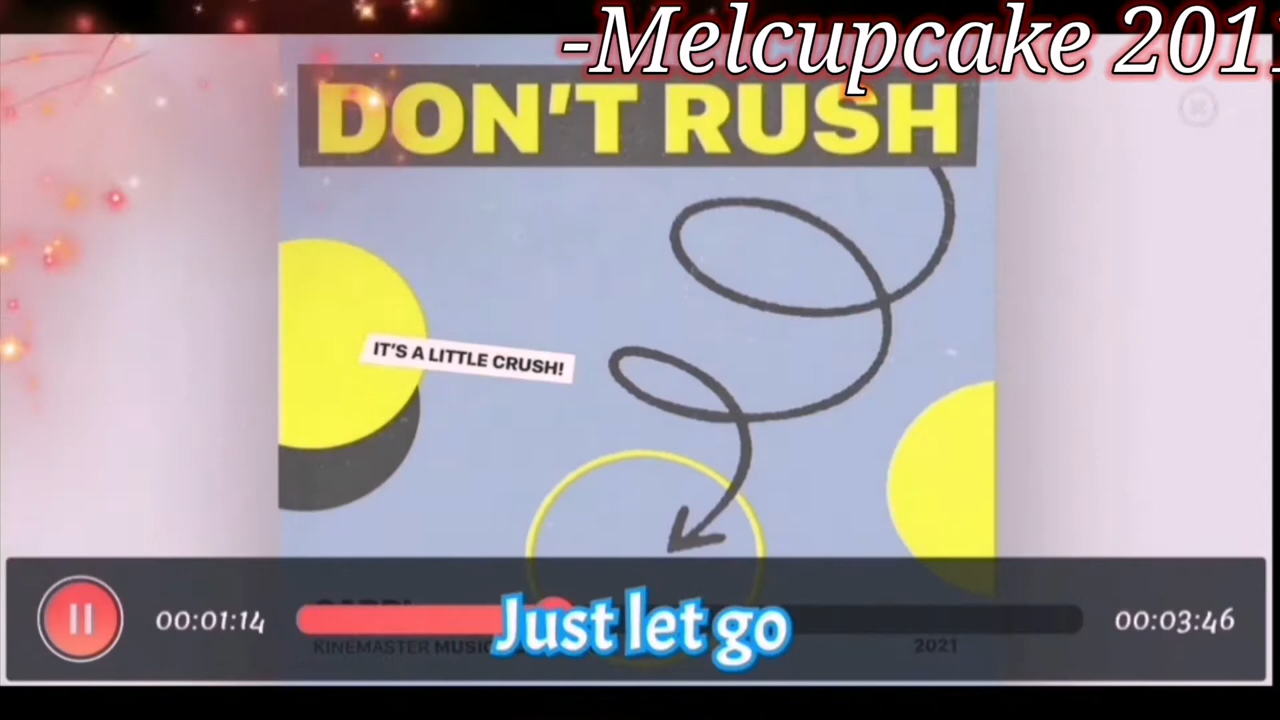 -Melcupcake 201
DON'T RUSH
IT'S A LITTLE CRUSH!
00:01:14
Just let go
00:03:46
KINEMASTER MUSIC
2021